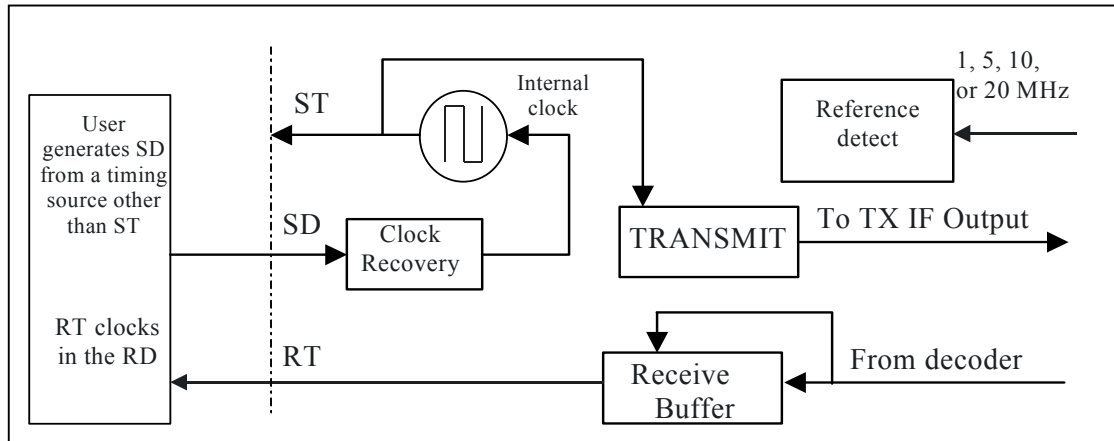 User
generates SD
from a timing
source other
than ST
RT clocks
in the RD
ST
SD
RT
Internal
clock
Clock
Recovery
TRANSMIT
Reference
detect
1, 5, 10,
or 20 MHz
To TX IF Output
Receive
Buffer
From decoder